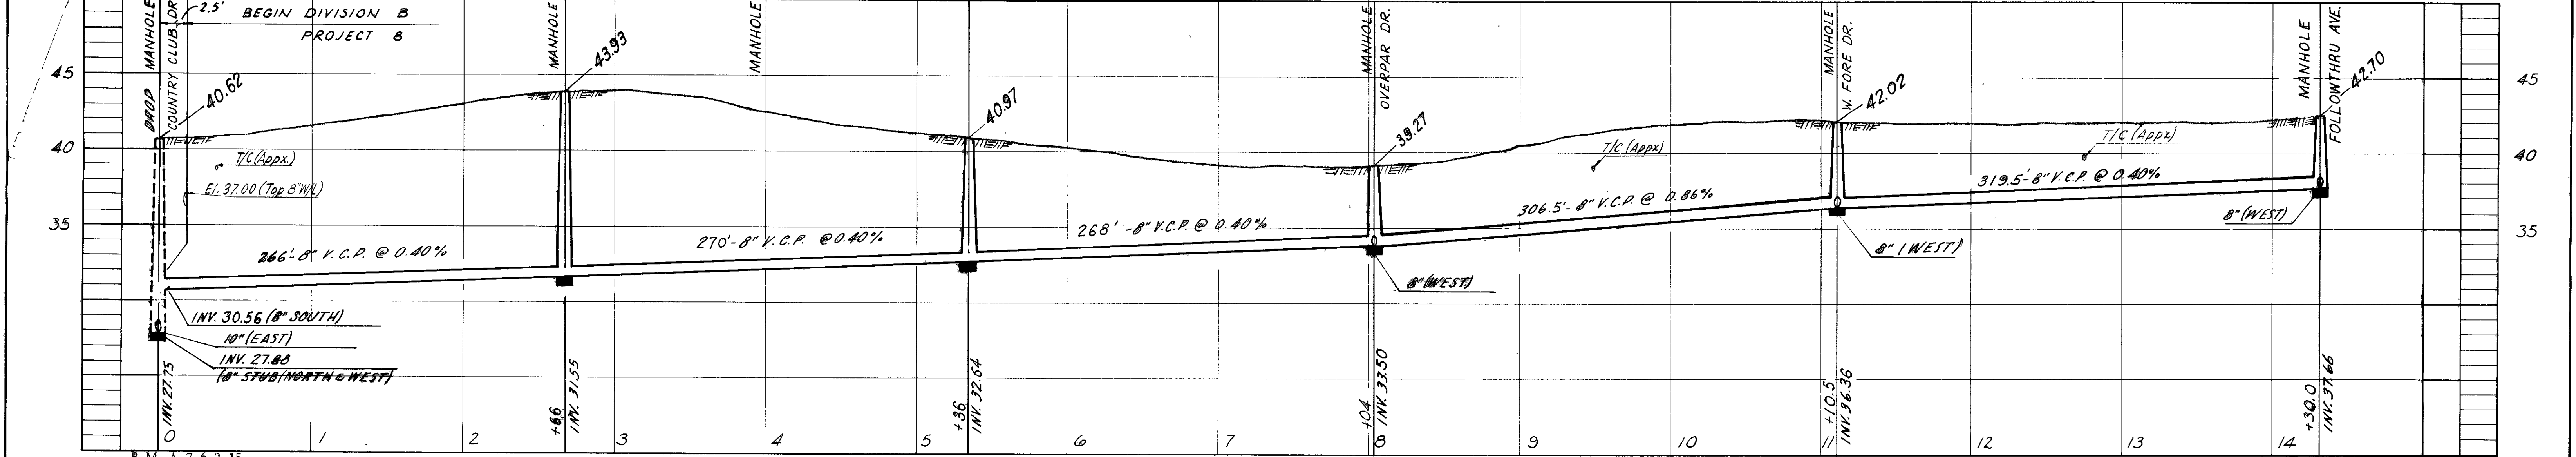 2.5' BEGIN DIVISION B
PROJECT 8
DROP MANHOLE
COUNTRY CLUB DR.
MANHOLE
MANHOLE
MANHOLE
OVERPAR DR.
MANHOLE
W. FORE DR.
MANHOLE
FOLLOWTHRU AVE.
45
40
35
45
40
35
40.62
43.93
40.97
39.27
42.02
42.70
T/C (Appx.)
El. 37.00 (Top 8" W/L)
T/C (Appx)
T/C (Appx)
266'-8" V.C.P. @ 0.40%
270'-8" V.C.P. @ 0.40%
268'-8" V.C.P. @ 0.40%
306.5'-8" V.C.P. @ 0.86%
319.5'-8" V.C.P. @ 0.40%
8" (WEST)
8" (WEST)
8" (WEST)
INV. 30.56 (8" SOUTH)
10" (EAST)
INV. 27.88
(8" STUB/NORTH & WEST)
INV. 27.75
+66
INV. 31.55
+36
INV. 32.64
+04
INV. 33.50
+10.5
INV. 36.36
+30.0
INV. 37.66
0 1 2 3 4 5 6 7 8 9 10 11 12 13 14